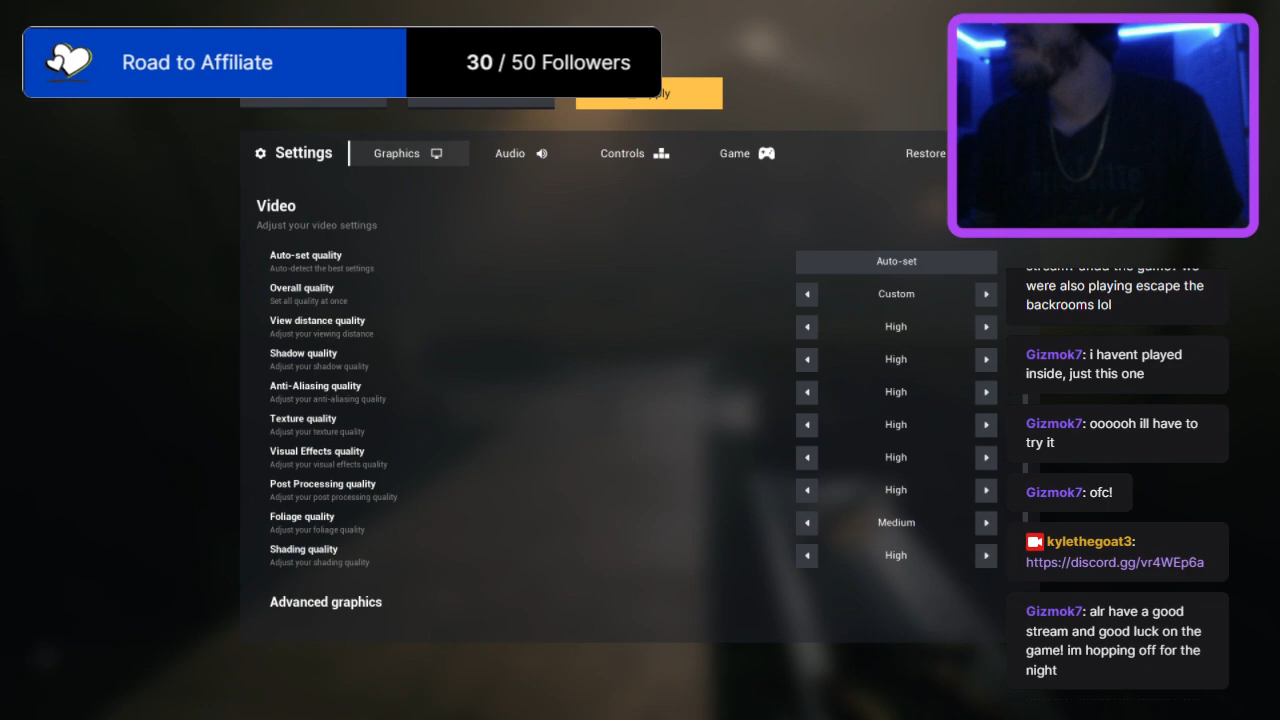 Road to Affiliate
30 / 50 Followers
Settings
Graphics
Audio
Controls
Game
Restore
Video
Adjust your video settings
Auto-set quality
Auto-detect the best settings
Auto-set
Overall quality
Set all quality at once
Custom
View distance quality
Adjust your viewing distance
High
Shadow quality
Adjust your shadow quality
High
Anti-Aliasing quality
Adjust your anti-aliasing quality
High
Texture quality
Adjust your texture quality
High
Visual Effects quality
Adjust your visual effects quality
High
Post Processing quality
Adjust your post processing quality
High
Foliage quality
Adjust your foliage quality
Medium
Shading quality
Adjust your shading quality
High
Advanced graphics
were also playing escape the
backrooms lol
Gizmok7: i havent played
inside, just this one
Gizmok7: oooooh ill have to
try it
Gizmok7: ofc!
kylethegoat3:
https://discord.gg/vr4WEp6a
Gizmok7: alr have a good
stream and good luck on the
game! im hopping off for the
night